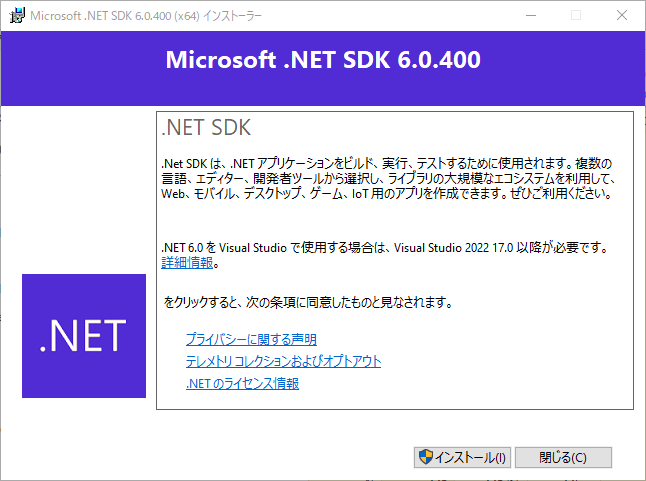 Microsoft .NET SDK 6.0.400 (x64) インストーラー
Microsoft .NET SDK 6.0.400
.NET SDK
.Net SDK は、.NET アプリケーションをビルド、実行、テストするために使用されます。複数の
言語、エディター、開発者ツールから選択し、ライブラリの大規模なエコシステムを利用して、
Web、モバイル、デスクトップ、ゲーム、IoT 用のアプリを作成できます。ぜひご利用ください。
.NET 6.0 を Visual Studio で使用する場合は、Visual Studio 2022 17.0 以降が必要です。
詳細情報。
をクリックすると、次の条項に同意したものと見なされます。
プライバシーに関する声明
テレメトリ コレクションおよびオプトアウト
.NET のライセンス情報
.NET
インストール(I)
閉じる(C)